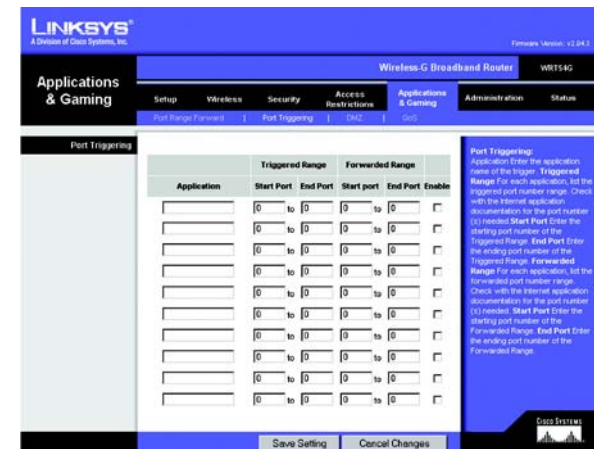 LINKSYS®
A Division of Cisco Systems, Inc.
Firmware Version: v2.04.3
Wireless-G Broadband Router WRT54G
Applications & Gaming
Setup Wireless Security Access Restrictions Applications & Gaming Administration Status
Port Range Forward | Port Triggering | DMZ | QoS
Port Triggering
Triggered Range Forwarded Range
Application Start Port End Port Start port End Port Enable
0 to 0 0 to 0
0 to 0 0 to 0
0 to 0 0 to 0
0 to 0 0 to 0
0 to 0 0 to 0
0 to 0 0 to 0
0 to 0 0 to 0
0 to 0 0 to 0
0 to 0 0 to 0
0 to 0 0 to 0
Port Triggering:
Application Enter the application
name of the trigger. Triggered
Range For each application, list the
triggered port number range. Check
with the Internet application
documentation for the port number
(s) needed. Start Port Enter the
starting port number of the
Triggered Range. End Port Enter
the ending port number of the
Triggered Range. Forwarded
Range For each application, list the
forwarded port number range.
Check with the Internet application
documentation for the port number
(s) needed. Start Port Enter the
starting port number of the
Forwarded Range. End Port Enter
the ending port number of the
Forwarded Range.
Save Setting Cancel Changes
CISCO SYSTEMS